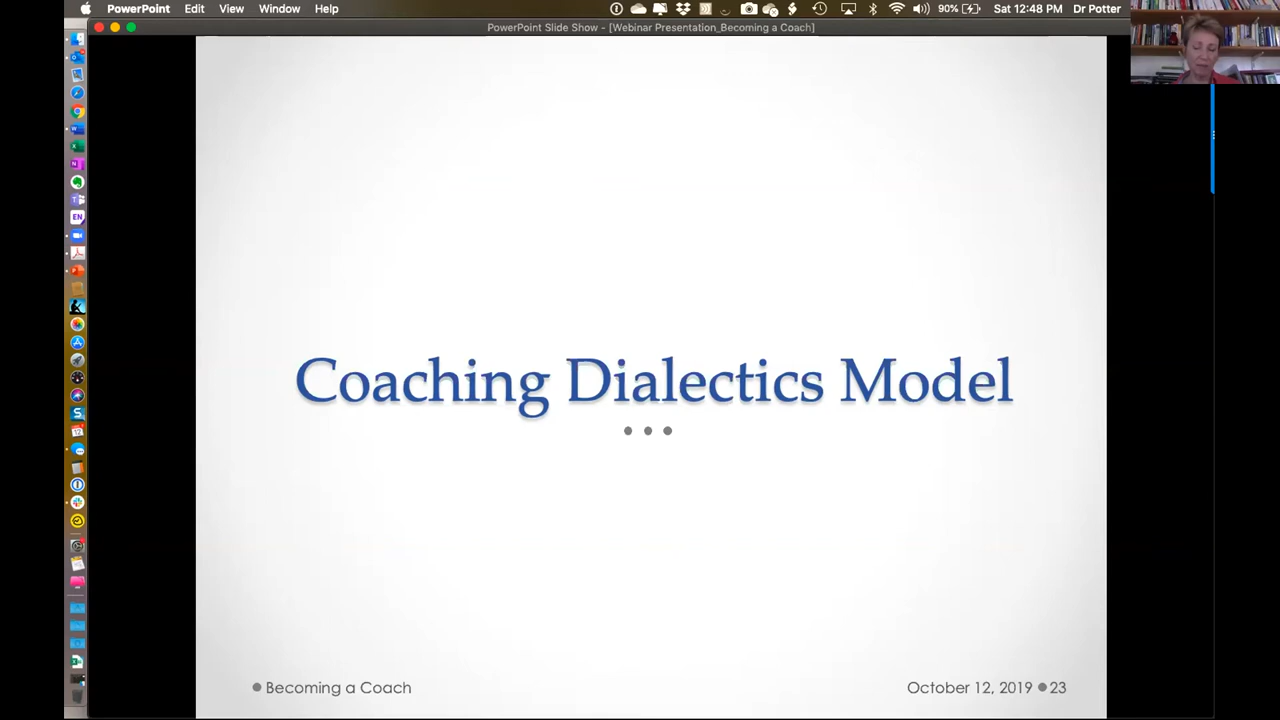 PowerPoint Edit View Window Help 90% Sat 12:48 PM Dr Potter
PowerPoint Slide Show - [Webinar Presentation_Becoming a Coach]
EN
Coaching Dialectics Model
Becoming a Coach October 12, 2019 23